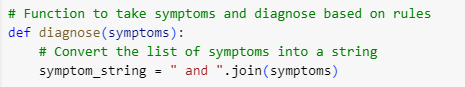 # Function to take symptoms and diagnose based on rules
def diagnose(symptoms):
    # Convert the list of symptoms into a string
    symptom_string = " and ".join(symptoms)